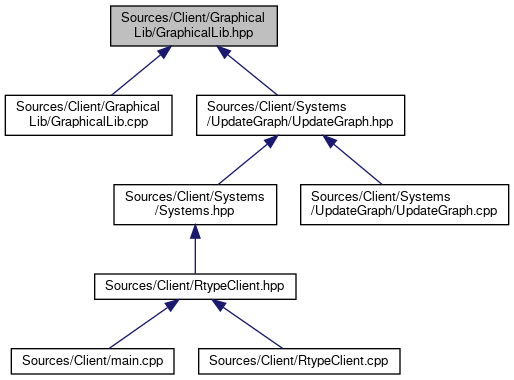 Sources/Client/Graphical
Lib/GraphicalLib.hpp
Sources/Client/Graphical
Lib/GraphicalLib.cpp
Sources/Client/Systems
/UpdateGraph/UpdateGraph.hpp
Sources/Client/Systems
/Systems.hpp
Sources/Client/Systems
/UpdateGraph/UpdateGraph.cpp
Sources/Client/RtypeClient.hpp
Sources/Client/main.cpp
Sources/Client/RtypeClient.cpp